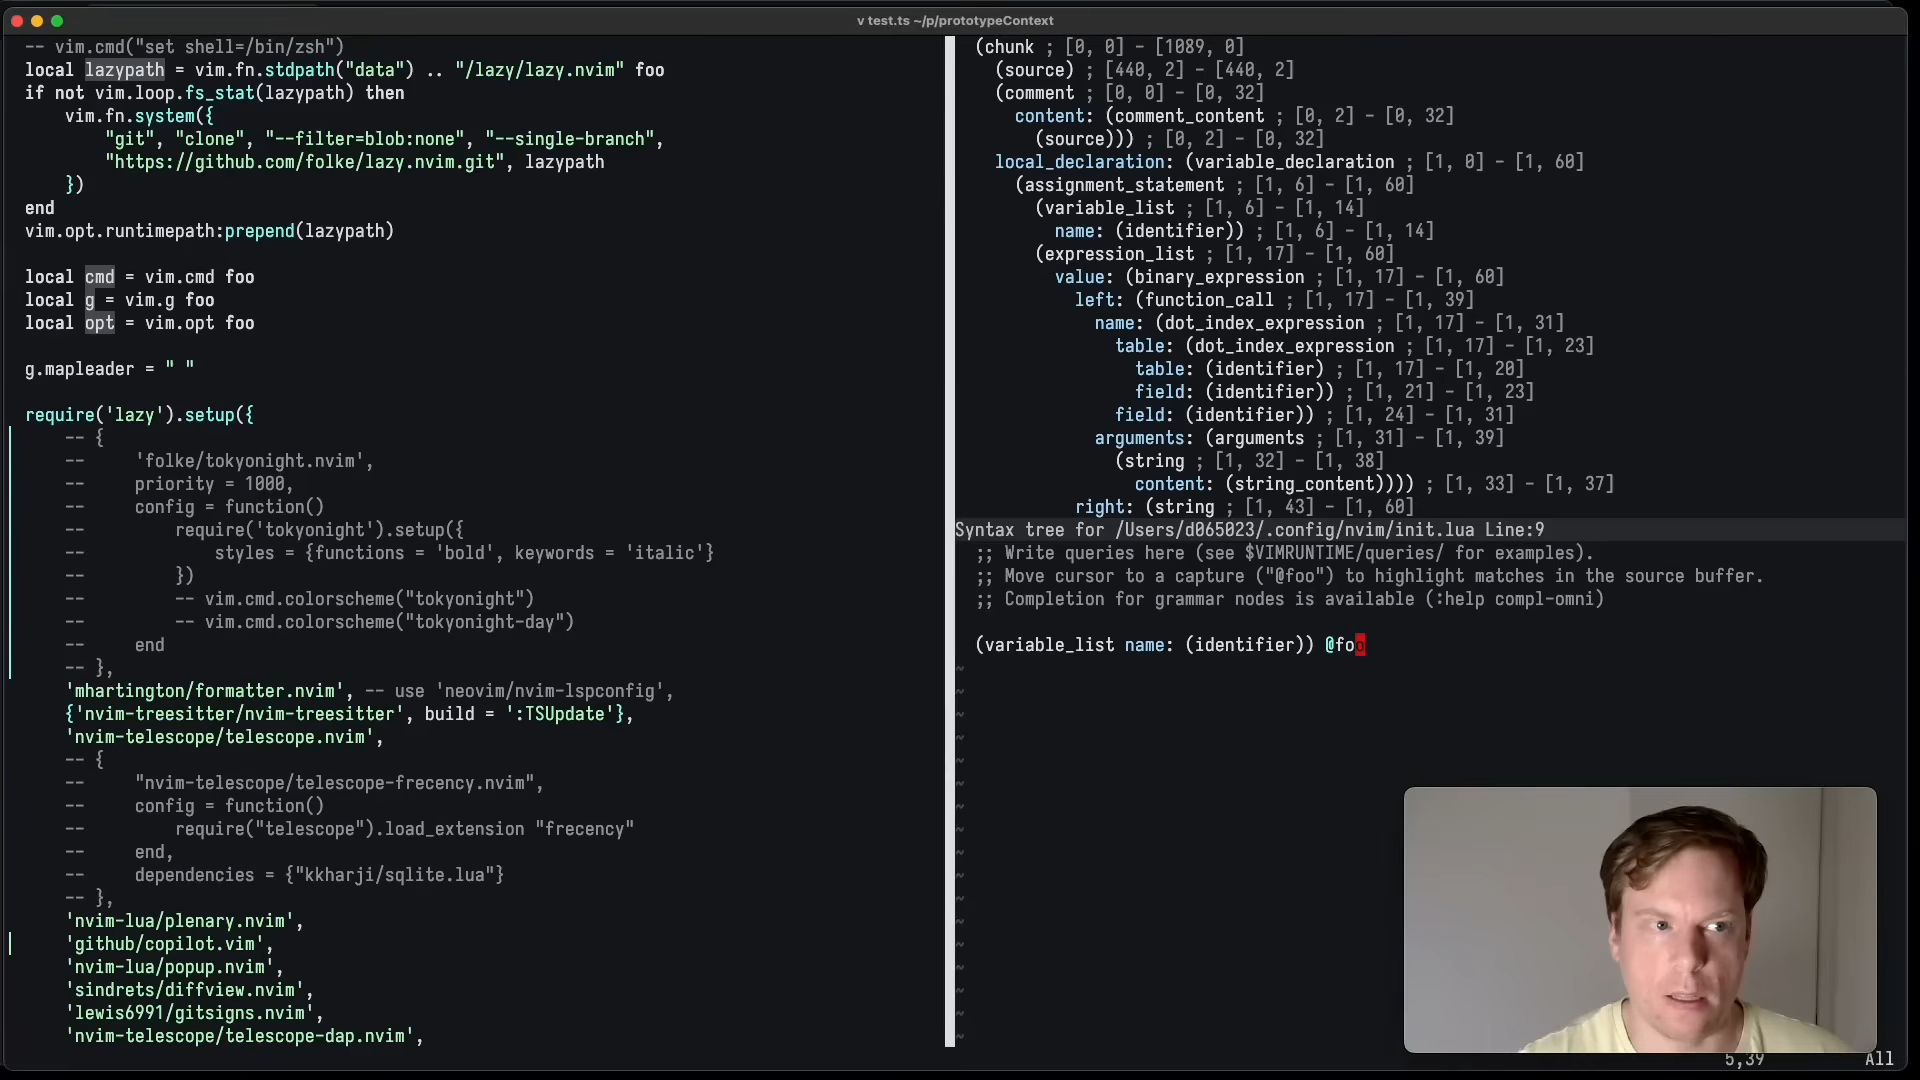 v test.ts ~/p/prototypeContext
-- vim.cmd("set shell=/bin/zsh")
local lazypath = vim.fn.stdpath("data") .. "/lazy/lazy.nvim" foo
if not vim.loop.fs_stat(lazypath) then
    vim.fn.system({
        "git", "clone", "--filter=blob:none", "--single-branch",
        "https://github.com/folke/lazy.nvim.git", lazypath
    })
end
vim.opt.runtimepath:prepend(lazypath)
local cmd = vim.cmd foo
local g = vim.g foo
local opt = vim.opt foo
g.mapleader = " "
require('lazy').setup({
    -- {
    --     'folke/tokyonight.nvim',
    --     priority = 1000,
    --     config = function()
    --         require('tokyonight').setup({
    --             styles = {functions = 'bold', keywords = 'italic'}
    --         })
    --         -- vim.cmd.colorscheme("tokyonight")
    --         -- vim.cmd.colorscheme("tokyonight-day")
    --     end
    -- },
    'mhartington/formatter.nvim', -- use 'neovim/nvim-lspconfig',
    {'nvim-treesitter/nvim-treesitter', build = ':TSUpdate'},
    'nvim-telescope/telescope.nvim',
    -- {
    --     "nvim-telescope/telescope-frecency.nvim",
    --     config = function()
    --         require("telescope").load_extension "frecency"
    --     end,
    --     dependencies = {"kkharji/sqlite.lua"}
    -- },
    'nvim-lua/plenary.nvim',
    'github/copilot.vim',
    'nvim-lua/popup.nvim',
    'sindrets/diffview.nvim',
    'lewis6991/gitsigns.nvim',
    'nvim-telescope/telescope-dap.nvim',
(chunk ; [0, 0] - [1089, 0]
  (source) ; [440, 2] - [440, 2]
  (comment ; [0, 0] - [0, 32]
    content: (comment_content ; [0, 2] - [0, 32]
      (source))) ; [0, 2] - [0, 32]
  local_declaration: (variable_declaration ; [1, 0] - [1, 60]
    (assignment_statement ; [1, 6] - [1, 60]
      (variable_list ; [1, 6] - [1, 14]
        name: (identifier)) ; [1, 6] - [1, 14]
      (expression_list ; [1, 17] - [1, 60]
        value: (binary_expression ; [1, 17] - [1, 60]
          left: (function_call ; [1, 17] - [1, 39]
            name: (dot_index_expression ; [1, 17] - [1, 31]
              table: (dot_index_expression ; [1, 17] - [1, 23]
                table: (identifier) ; [1, 17] - [1, 20]
                field: (identifier)) ; [1, 21] - [1, 23]
              field: (identifier)) ; [1, 24] - [1, 31]
            arguments: (arguments ; [1, 31] - [1, 39]
              (string ; [1, 32] - [1, 38]
                content: (string_content)))) ; [1, 33] - [1, 37]
          right: (string ; [1, 43] - [1, 60]
Syntax tree for /Users/d065023/.config/nvim/init.lua Line:9
;; Write queries here (see $VIMRUNTIME/queries/ for examples).
;; Move cursor to a capture ("@foo") to highlight matches in the source buffer.
;; Completion for grammar nodes is available (:help compl-omni)
(variable_list name: (identifier)) @foo
5,39 All